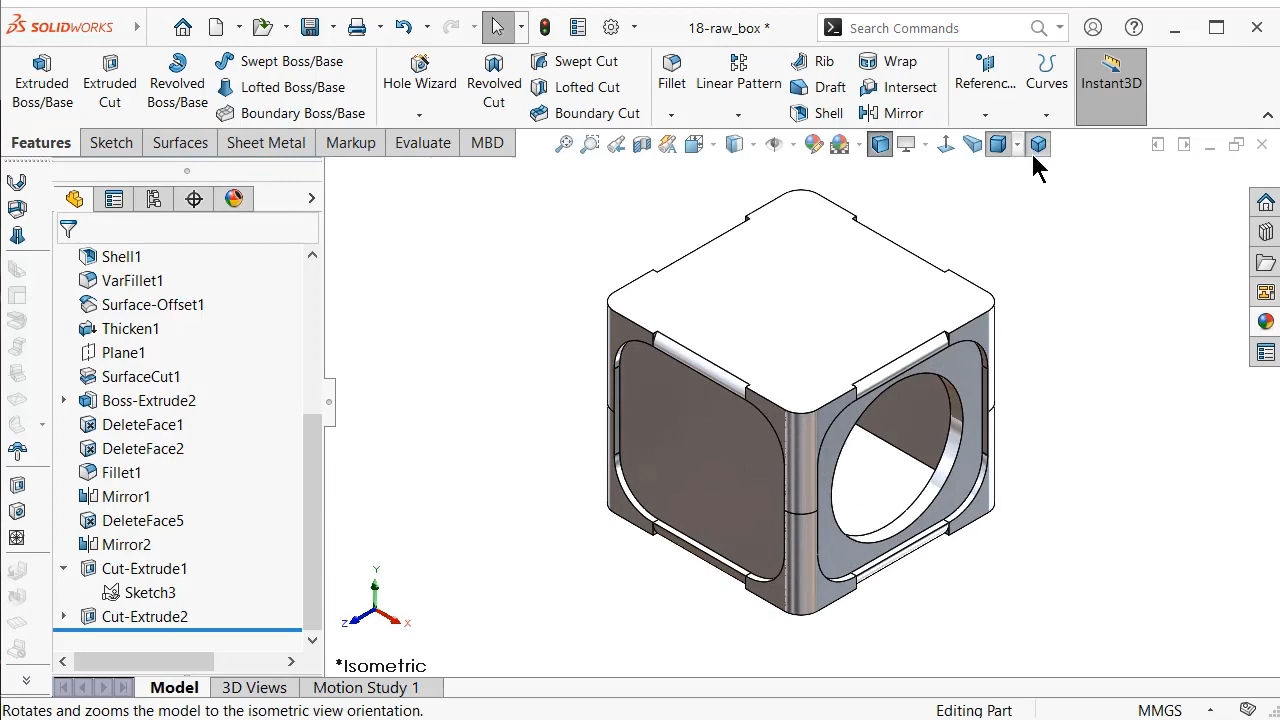 SOLIDWORKS
18-raw_box *
Search Commands
Extruded Boss/Base
Extruded Cut
Revolved Boss/Base
Swept Boss/Base
Lofted Boss/Base
Boundary Boss/Base
Hole Wizard
Revolved Cut
Swept Cut
Lofted Cut
Boundary Cut
Fillet
Linear Pattern
Rib
Draft
Shell
Wrap
Intersect
Mirror
Referenc...
Curves
Instant3D
Features
Sketch
Surfaces
Sheet Metal
Markup
Evaluate
MBD
Shell1
VarFillet1
Surface-Offset1
Thicken1
Plane1
SurfaceCut1
Boss-Extrude2
DeleteFace1
DeleteFace2
Fillet1
Mirror1
DeleteFace5
Mirror2
Cut-Extrude1
Sketch3
Cut-Extrude2
Y
Z
X
*Isometric
Model
3D Views
Motion Study 1
Rotates and zooms the model to the isometric view orientation.
Editing Part
MMGS